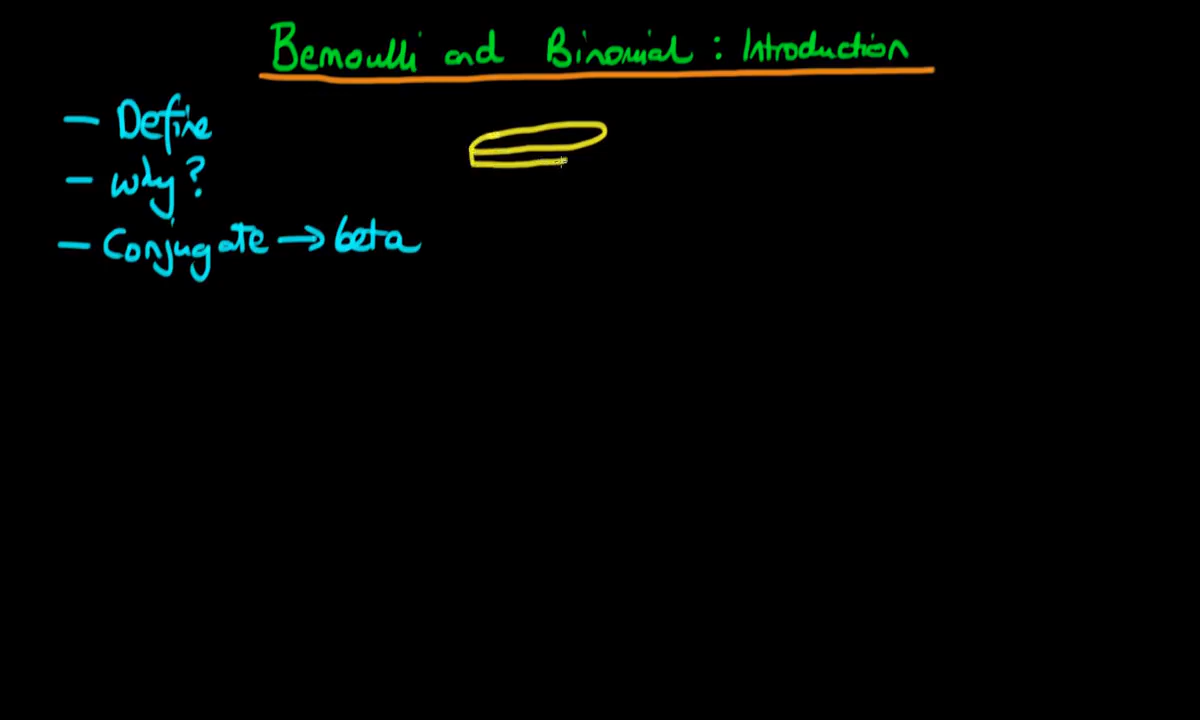 Bernoulli and Binomial : Introduction
— Define
— Why?
— Conjugate → beta